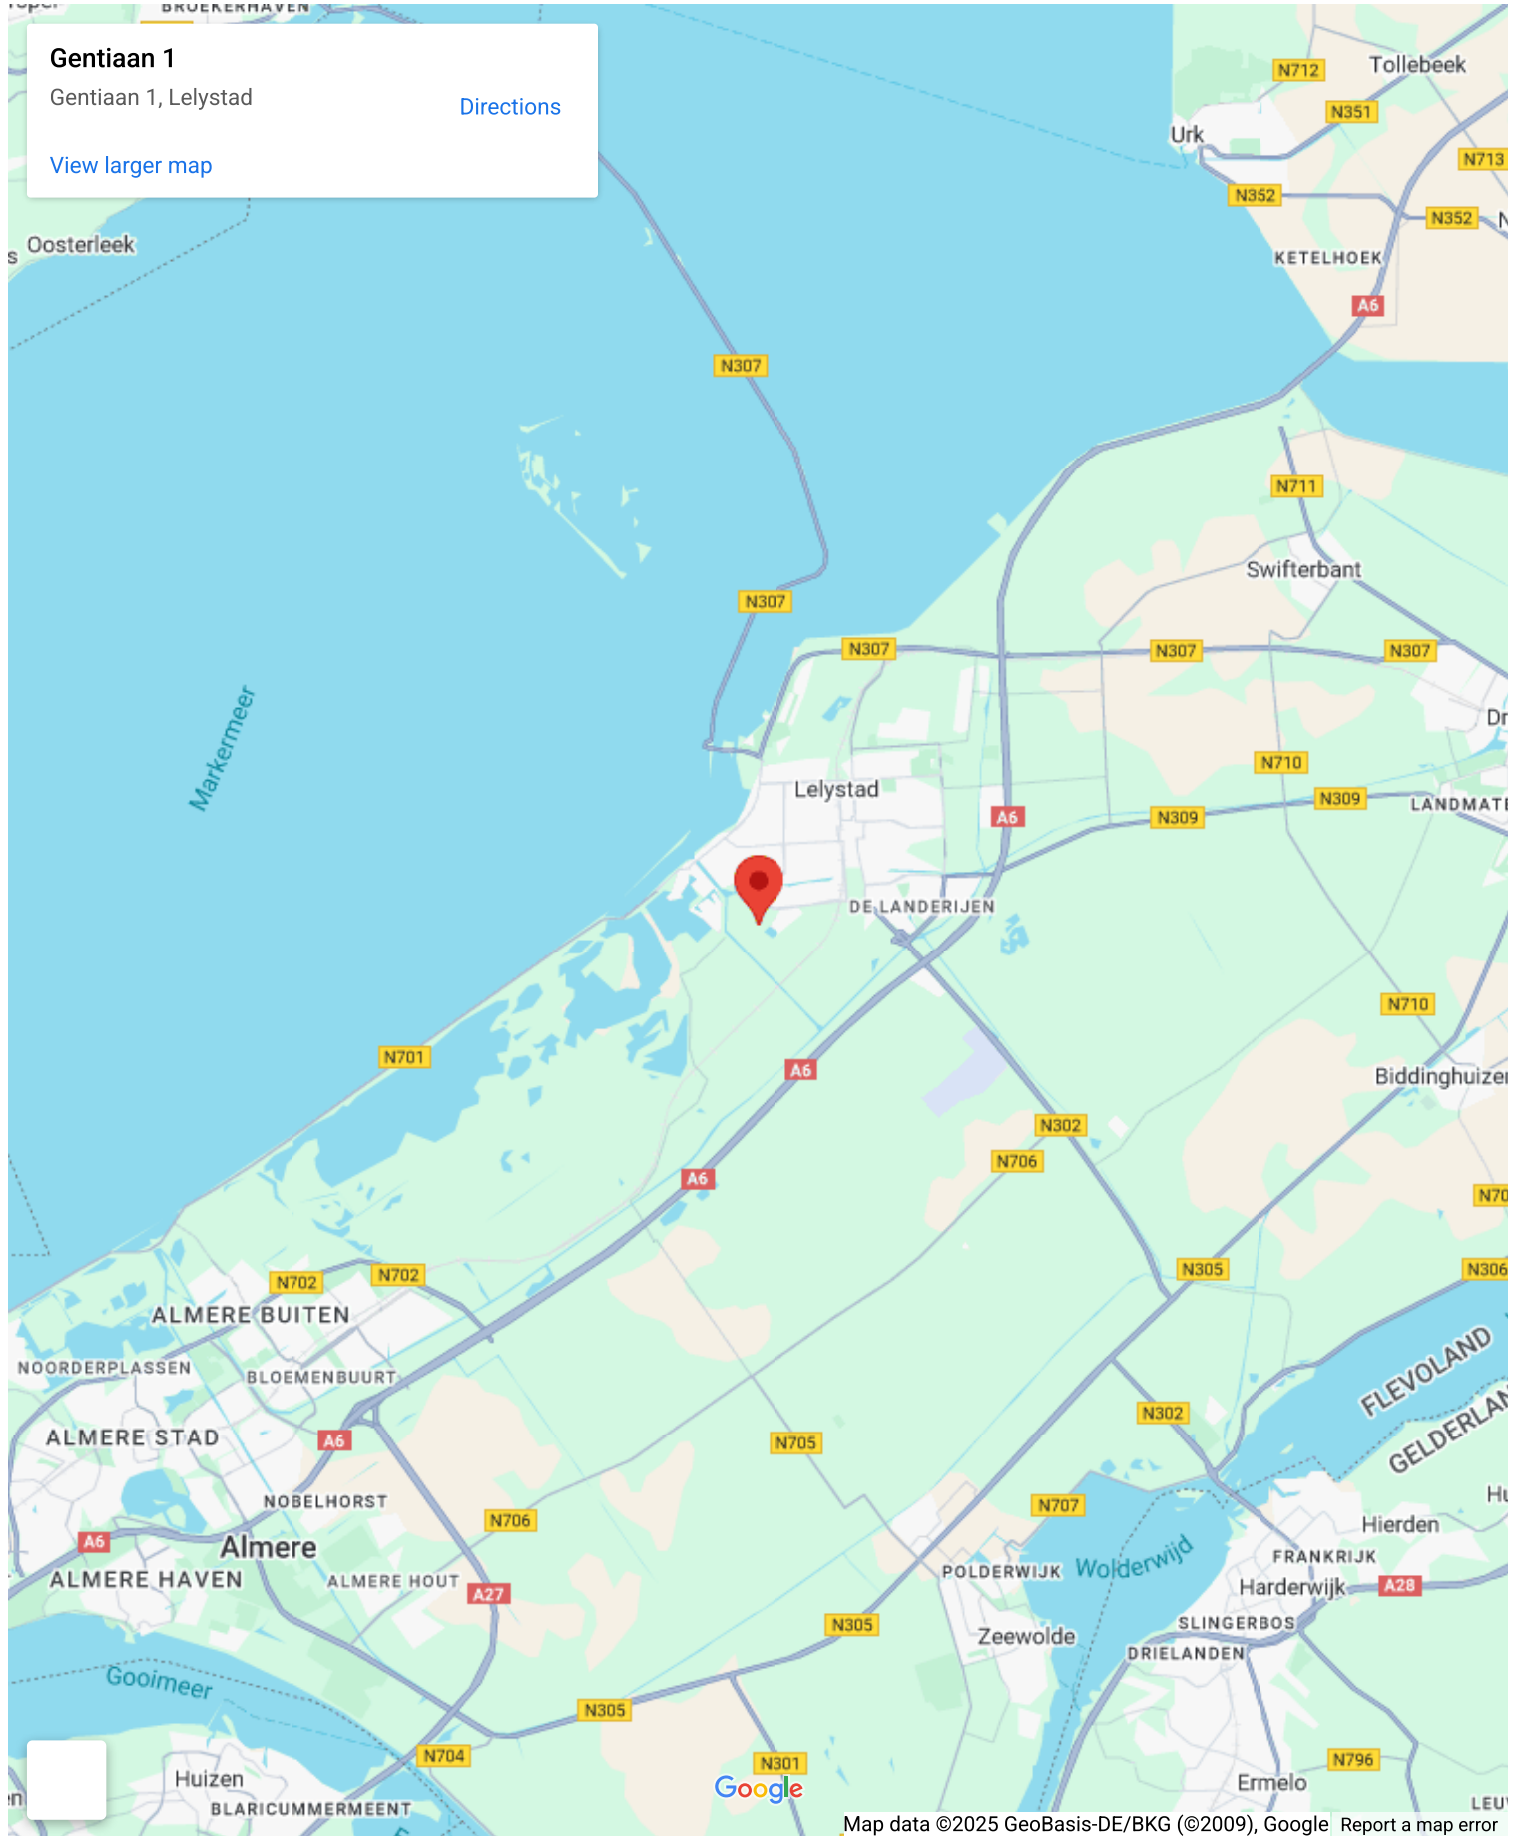 BROEKERHAVEN
Gentiaan 1
Gentiaan 1, Lelystad
Directions
View larger map
N712
Tollebeek
N351
Urk
N713
N352
N352
Oosterleek
KETELHOEK
A6
N307
N711
Swifterbant
N307
N307
N307
N307
Markermeer
N710
Lelystad
N309
N309
A6
DE LANDERIJEN
N710
N701
A6
Biddinghuizen
N302
N706
A6
N305
N306
N702
N702
ALMERE BUITEN
NOORDERPLASSEN
BLOEMENBUURT
FLEVOLAND
N302
ALMERE STAD
A6
N705
GELDERLAN
NOBELHORST
N706
N707
A6
Almere
Hierden
FRANKRIJK
Wolderwijd
POLDERWIJK
Harderwijk
A28
ALMERE HAVEN
ALMERE HOUT
A27
N305
SLINGERBOS
Zeewolde
DRIELANDEN
Gooimeer
N305
N704
N301
N796
Huizen
Google
Ermelo
BLARICUMMERMEENT
Map data ©2025 GeoBasis-DE/BKG (©2009), Google
Report a map error